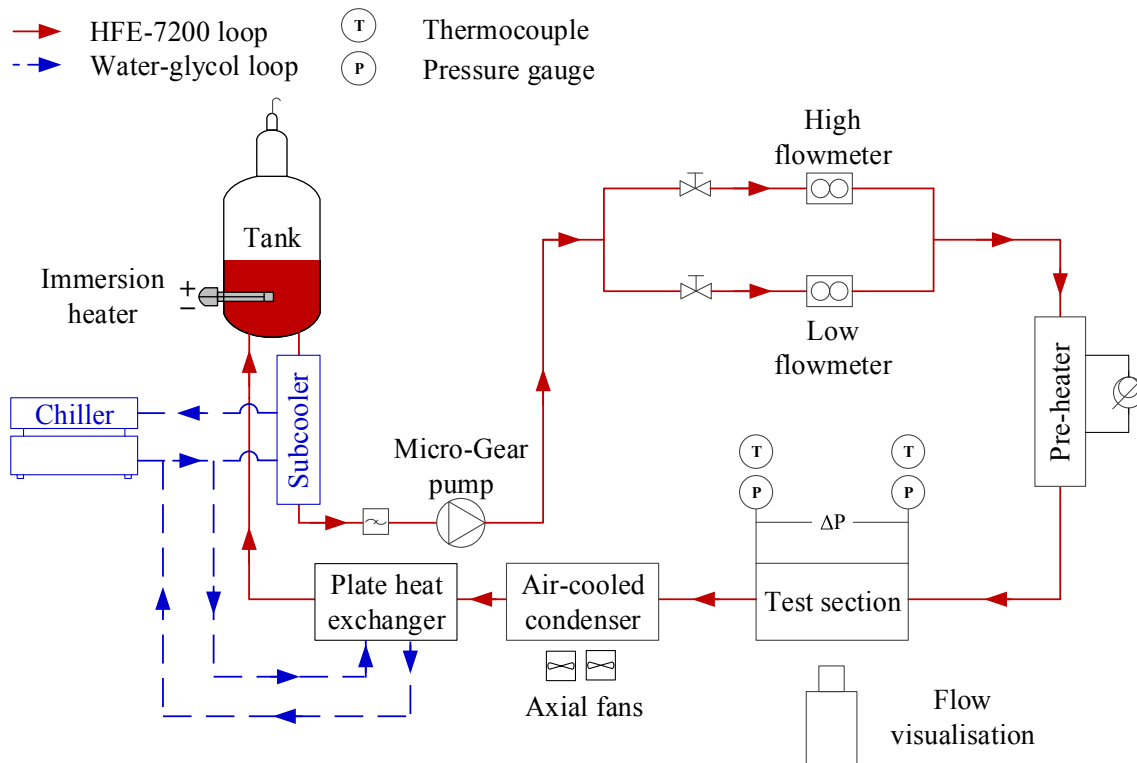 HFE-7200 loop
Water-glycol loop
T
Thermocouple
P
Pressure gauge
High
flowmeter
Tank
Immersion
heater
+
−
Low
flowmeter
Chiller
Subcooler
Micro-Gear
pump
Pre-heater
T
T
P
P
ΔP
Plate heat
exchanger
Air-cooled
condenser
Test section
Axial fans
Flow
visualisation